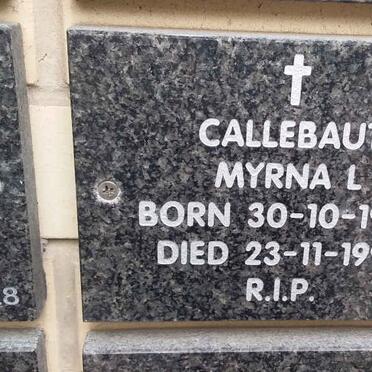 CALLEBAUT
MYRNA L
BORN 30-10-19
DIED 23-11-19
R.I.P.
8